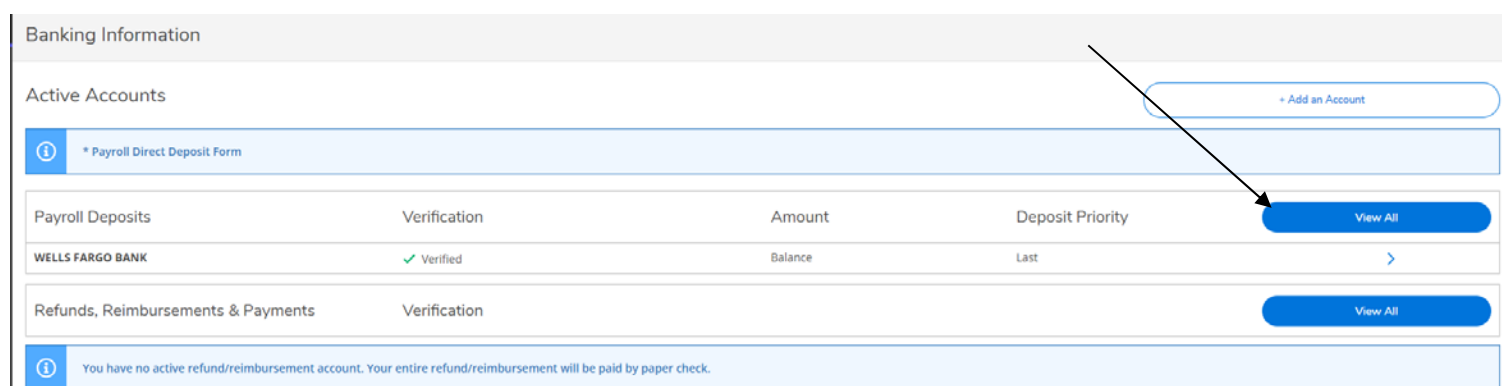 Banking Information
Active Accounts
+ Add an Account
* Payroll Direct Deposit Form
Payroll Deposits Verification Amount Deposit Priority View All
WELLS FARGO BANK Verified Balance Last
Refunds, Reimbursements & Payments Verification View All
You have no active refund/reimbursement account. Your entire refund/reimbursement will be paid by paper check.